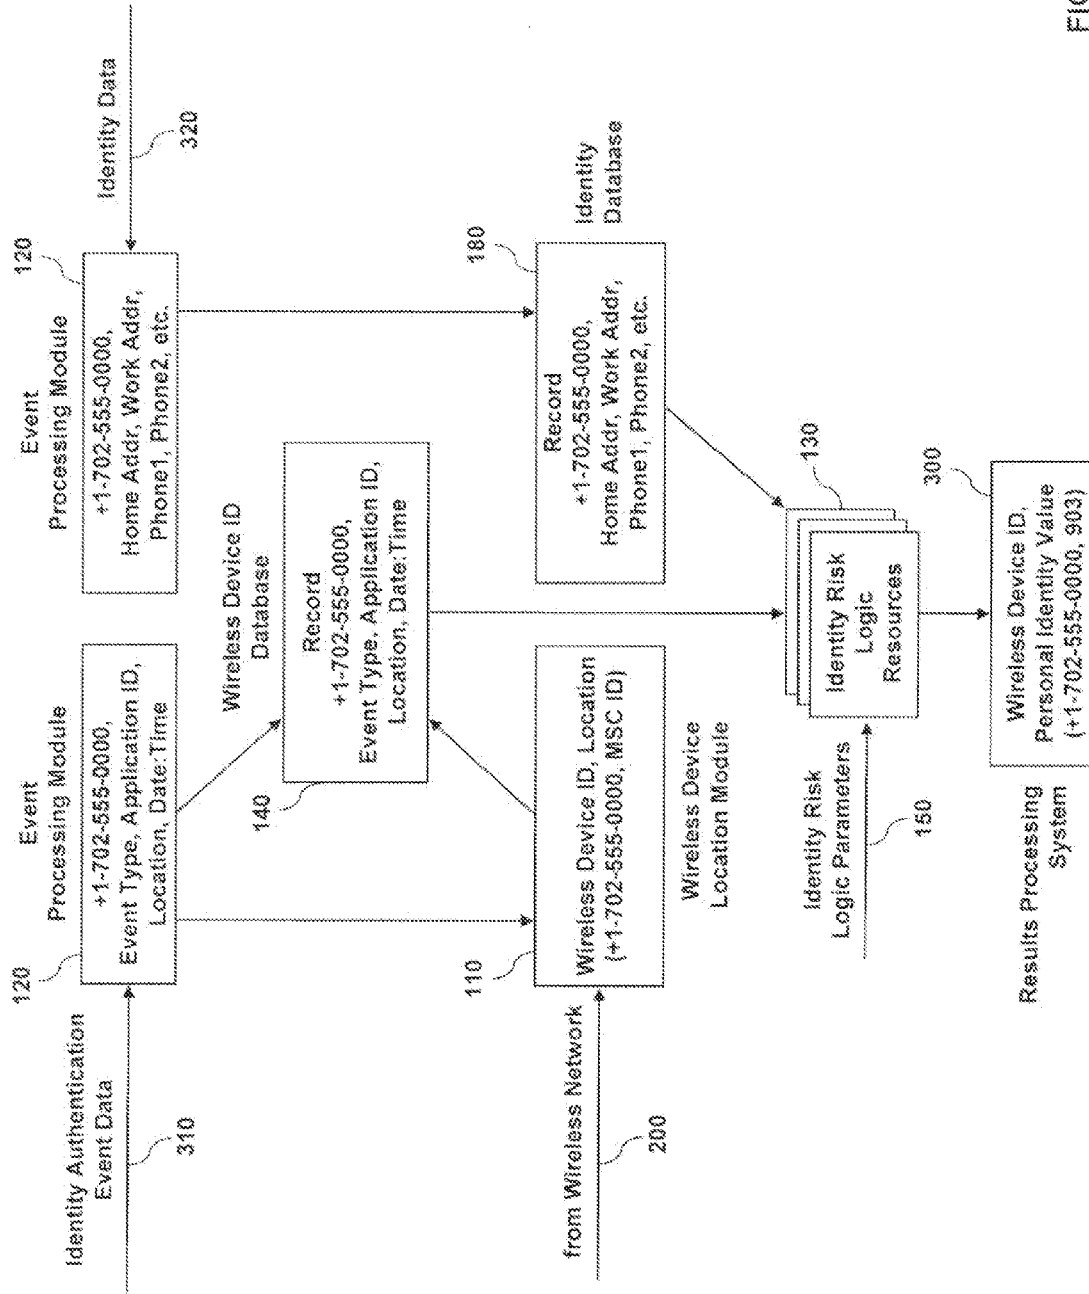 Identity Authentication
Event Data
310
Event
Processing Module
120
+1-702-555-0000,
Event Type, Application ID,
Location, Date:Time
Event
Processing Module
120
+1-702-555-0000,
Home Addr, Work Addr,
Phone1, Phone2, etc.
Identity Data
320
Wireless Device ID
Database
140
Record
+1-702-555-0000,
Event Type, Application ID,
Location, Date:Time
from Wireless Network
200
110
Wireless Device ID, Location
(+1-702-555-0000, MSC ID)
Wireless Device
Location Module
180
Record
+1-702-555-0000,
Home Addr, Work Addr,
Phone1, Phone2, etc.
Identity
Database
Identity Risk
Logic Parameters
150
130
Identity Risk
Logic
Resources
Results Processing
System
300
Wireless Device ID,
Personal Identity Value
(+1-702-555-0000, 903)
FIG